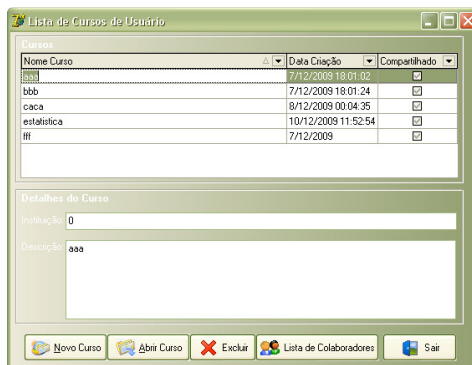 Lista de Cursos de Usuário
Cursos
Nome Curso Data Criação Compartilhado
aaa 7/12/2009 18:01:02
bbb 7/12/2009 18:01:24
caca 8/12/2009 00:04:35
estatistica 10/12/2009 11:52:54
fff 7/12/2009
Detalhes do Curso
Instituição: 0
Descrição: aaa
Novo Curso Abrir Curso Excluir Lista de Colaboradores Sair